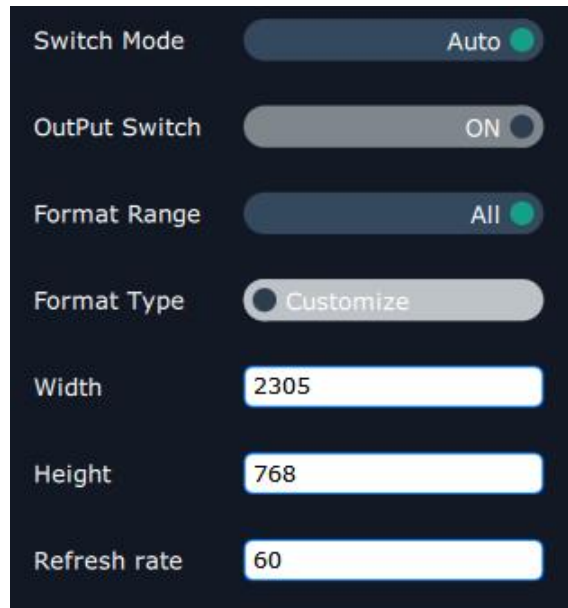 Switch Mode Auto
OutPut Switch ON
Format Range All
Format Type Customize
Width 2305
Height 768
Refresh rate 60